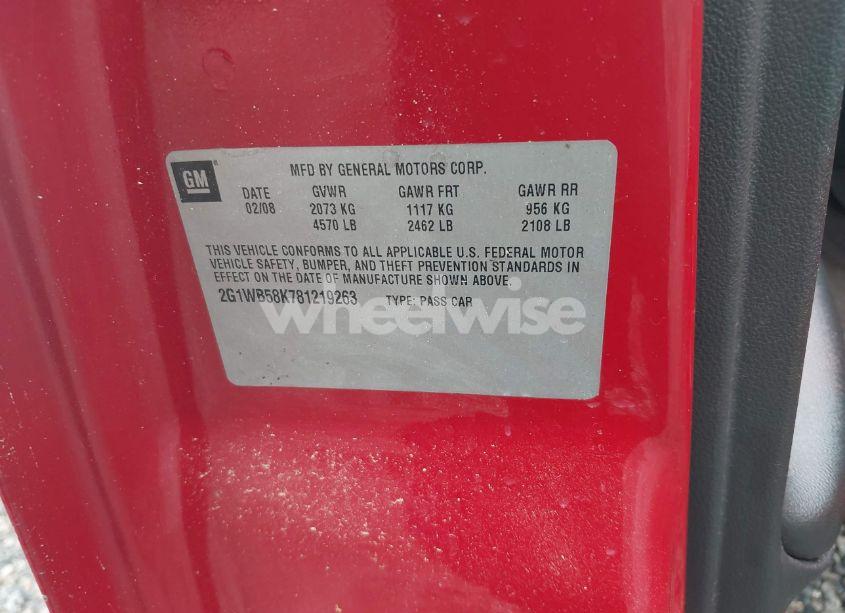 GM
MFD BY GENERAL MOTORS CORP.
DATE GVWR GAWR FRT GAWR RR
02/08 2073 KG 1117 KG 956 KG
4570 LB 2462 LB 2108 LB
THIS VEHICLE CONFORMS TO ALL APPLICABLE U.S. FEDERAL MOTOR
VEHICLE SAFETY, BUMPER, AND THEFT PREVENTION STANDARDS IN
EFFECT ON THE DATE OF MANUFACTURE SHOWN ABOVE.
2G1WB58K781219263 TYPE: PASS CAR
wheelwise